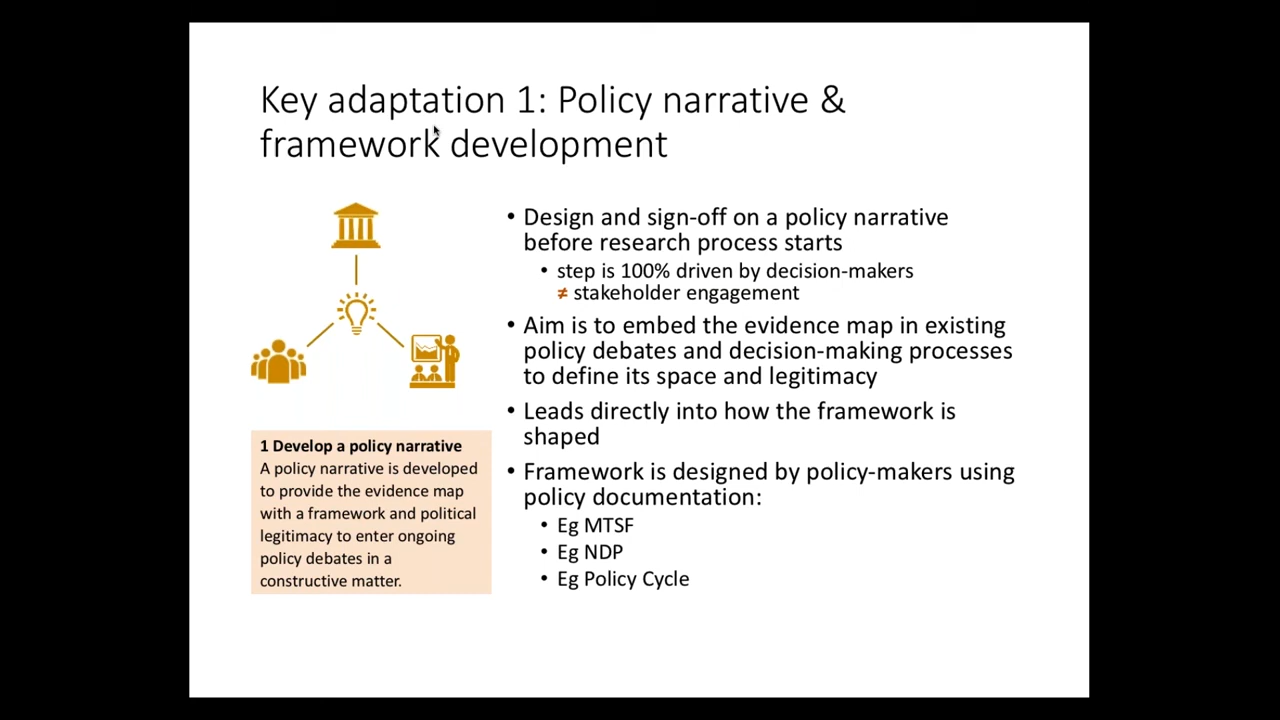 Key adaptation 1: Policy narrative &
framework development
1 Develop a policy narrative
A policy narrative is developed
to provide the evidence map
with a framework and political
legitimacy to enter ongoing
policy debates in a
constructive matter.
• Design and sign-off on a policy narrative
before research process starts
• step is 100% driven by decision-makers
≠ stakeholder engagement
• Aim is to embed the evidence map in existing
policy debates and decision-making processes
to define its space and legitimacy
• Leads directly into how the framework is
shaped
• Framework is designed by policy-makers using
policy documentation:
• Eg MTSF
• Eg NDP
• Eg Policy Cycle